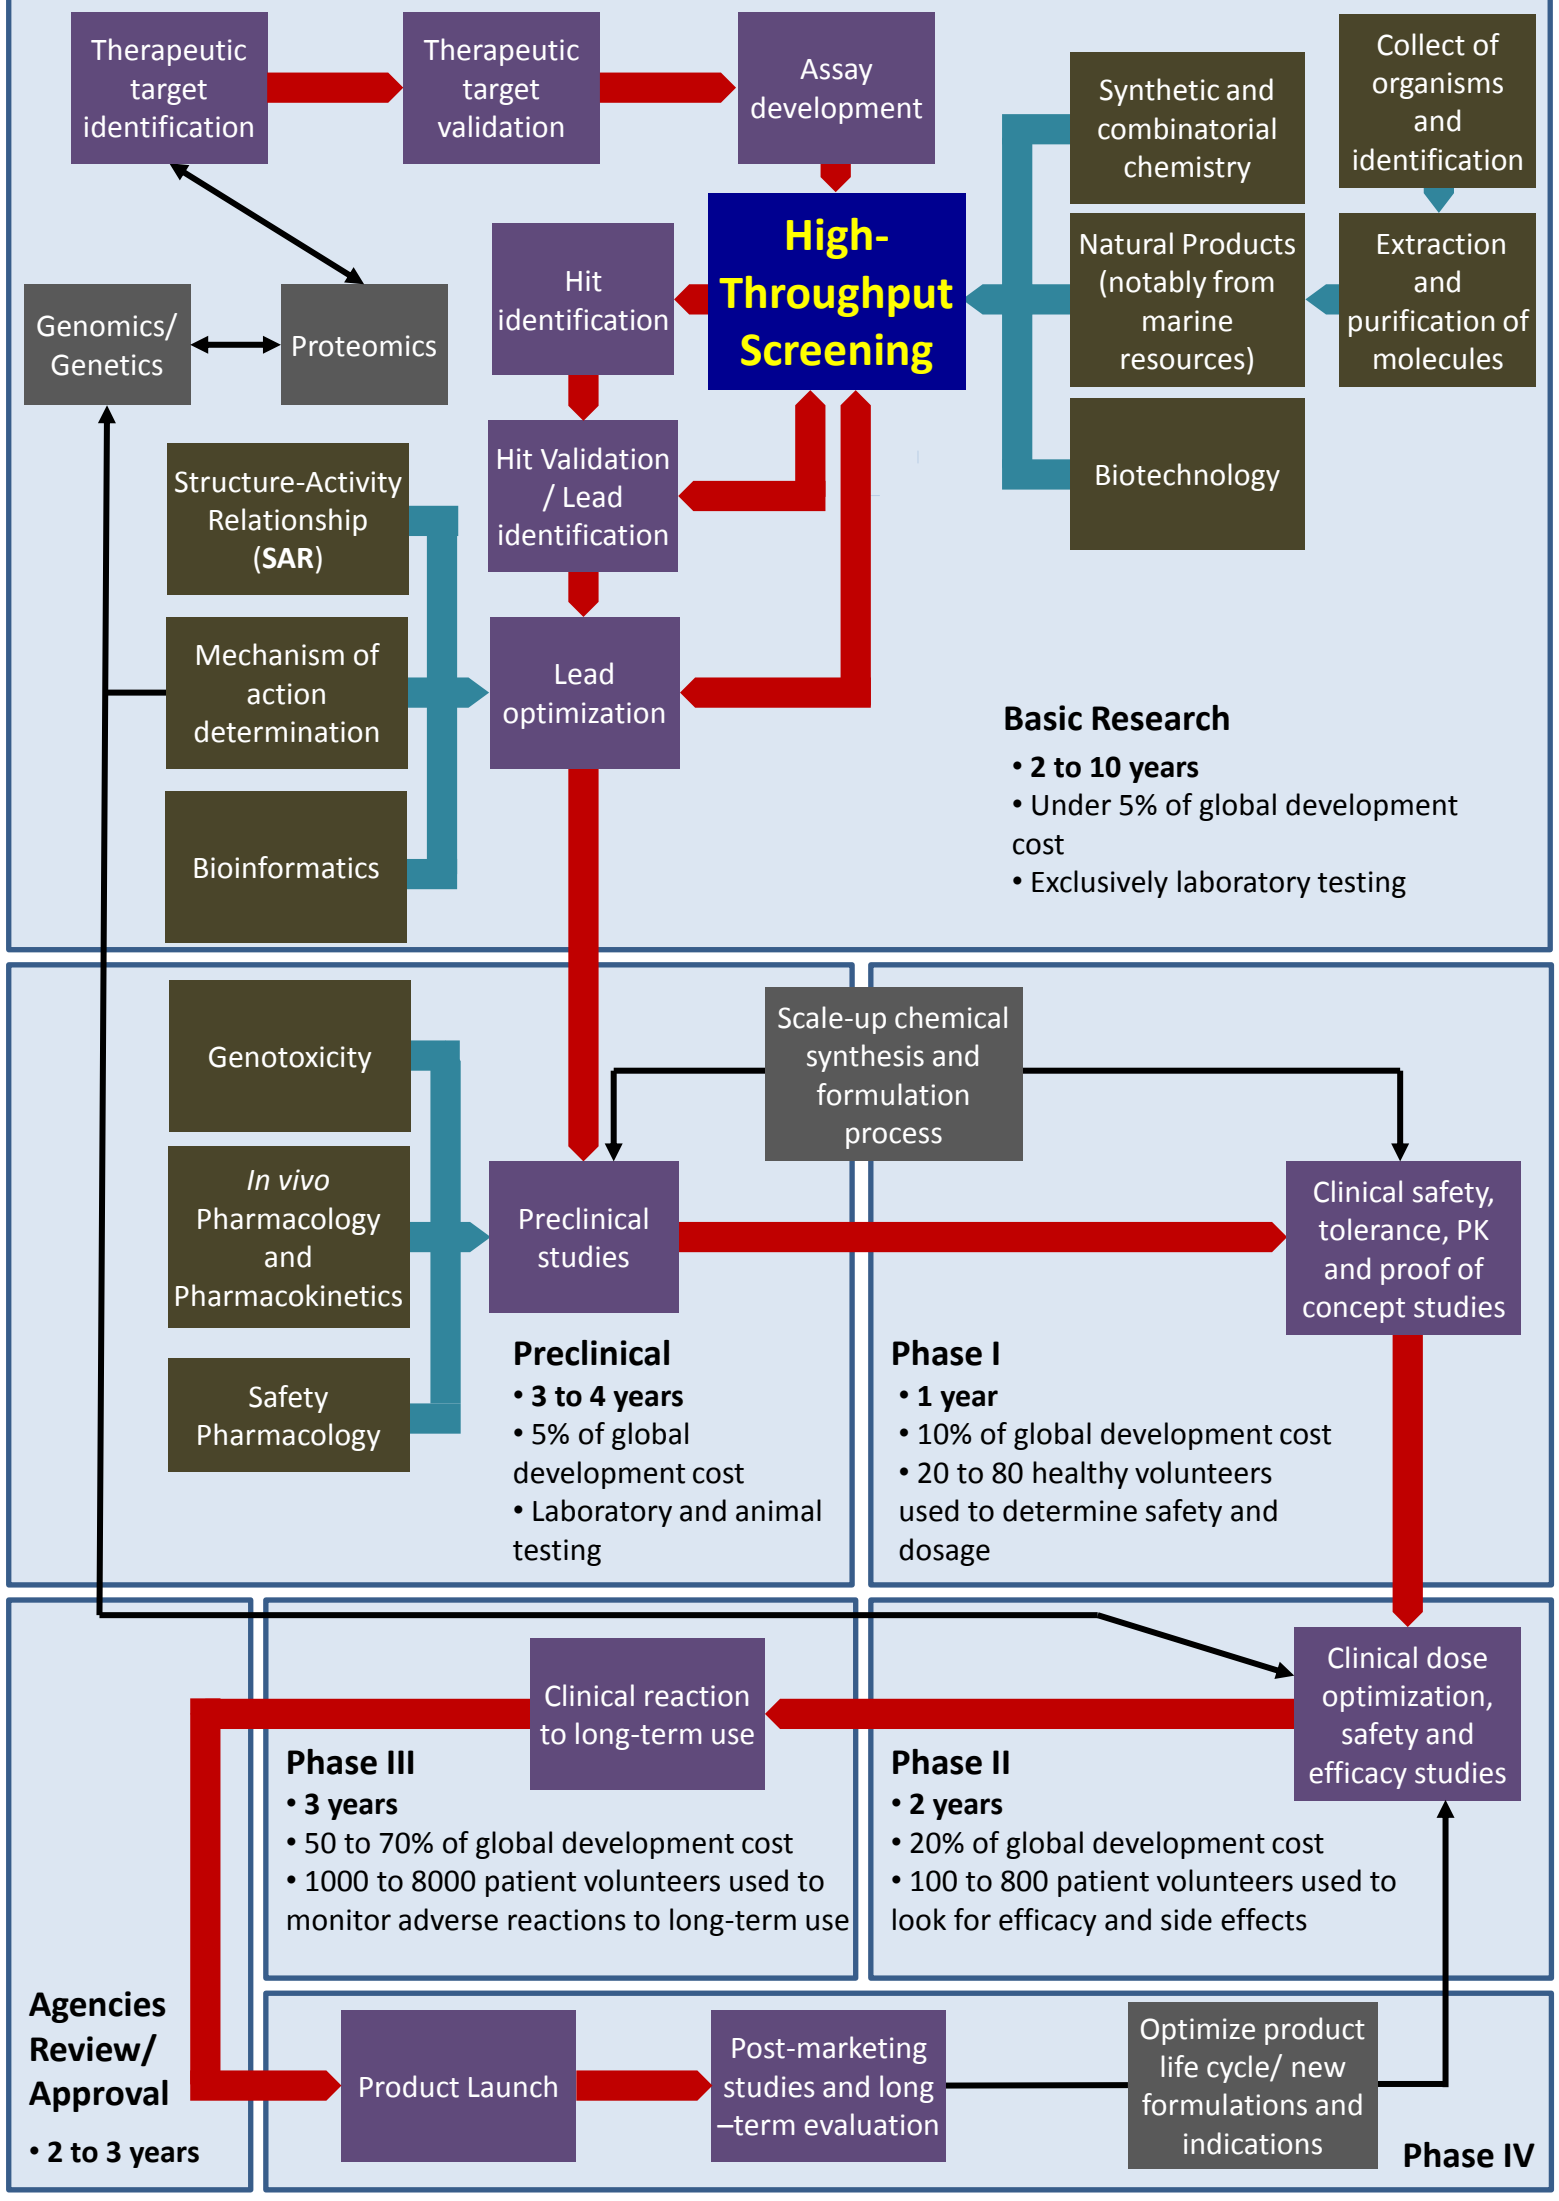 Therapeutic
target
identification
Therapeutic
target
validation
Assay
development
Synthetic and
combinatorial
chemistry
Collect of
organisms
and
identification
High-
Throughput
Screening
Hit
identification
Natural Products
(notably from
marine
resources)
Extraction
and
purification of
molecules
Genomics/
Genetics
Proteomics
Biotechnology
Structure-Activity
Relationship
(SAR)
Hit Validation
/ Lead
identification
Mechanism of
action
determination
Lead
optimization
Bioinformatics
Basic Research
• 2 to 10 years
• Under 5% of global development
cost
• Exclusively laboratory testing
Genotoxicity
Scale-up chemical
synthesis and
formulation
process
In vivo
Pharmacology
and
Pharmacokinetics
Preclinical
studies
Clinical safety,
tolerance, PK
and proof of
concept studies
Safety
Pharmacology
Preclinical
• 3 to 4 years
• 5% of global
development cost
• Laboratory and animal
testing
Phase I
• 1 year
• 10% of global development cost
• 20 to 80 healthy volunteers
used to determine safety and
dosage
Clinical reaction
to long-term use
Clinical dose
optimization,
safety and
efficacy studies
Phase III
• 3 years
• 50 to 70% of global development cost
• 1000 to 8000 patient volunteers used to
monitor adverse reactions to long-term use
Phase II
• 2 years
• 20% of global development cost
• 100 to 800 patient volunteers used to
look for efficacy and side effects
Agencies
Review/
Approval
• 2 to 3 years
Product Launch
Post-marketing
studies and long
–term evaluation
Optimize product
life cycle/ new
formulations and
indications
Phase IV